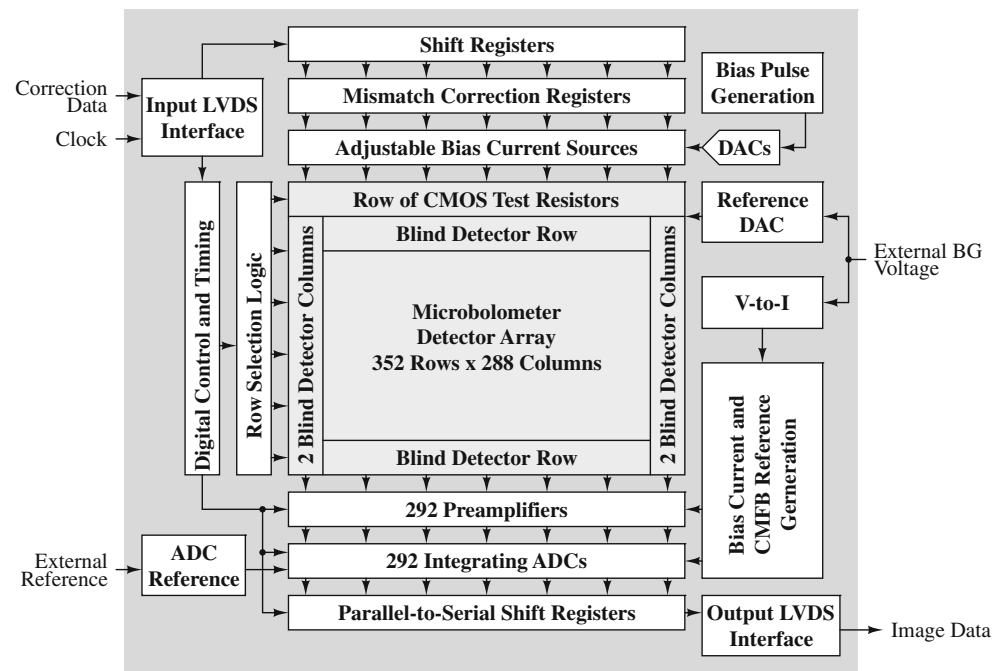 Shift Registers
Bias Pulse
Generation
Correction
Data
Clock
Input LVDS
Interface
Mismatch Correction Registers
Adjustable Bias Current Sources
DACs
Digital Control and Timing
Row Selection Logic
Row of CMOS Test Resistors
Reference
DAC
2 Blind Detector Columns
Blind Detector Row
2 Blind Detector Columns
External BG
Voltage
Microbolometer
Detector Array
352 Rows x 288 Columns
V-to-I
Blind Detector Row
Bias Current and
CMFB Reference
Gerneration
292 Preamplifiers
External
Reference
ADC
Reference
292 Integrating ADCs
Parallel-to-Serial Shift Registers
Output LVDS
Interface
Image Data